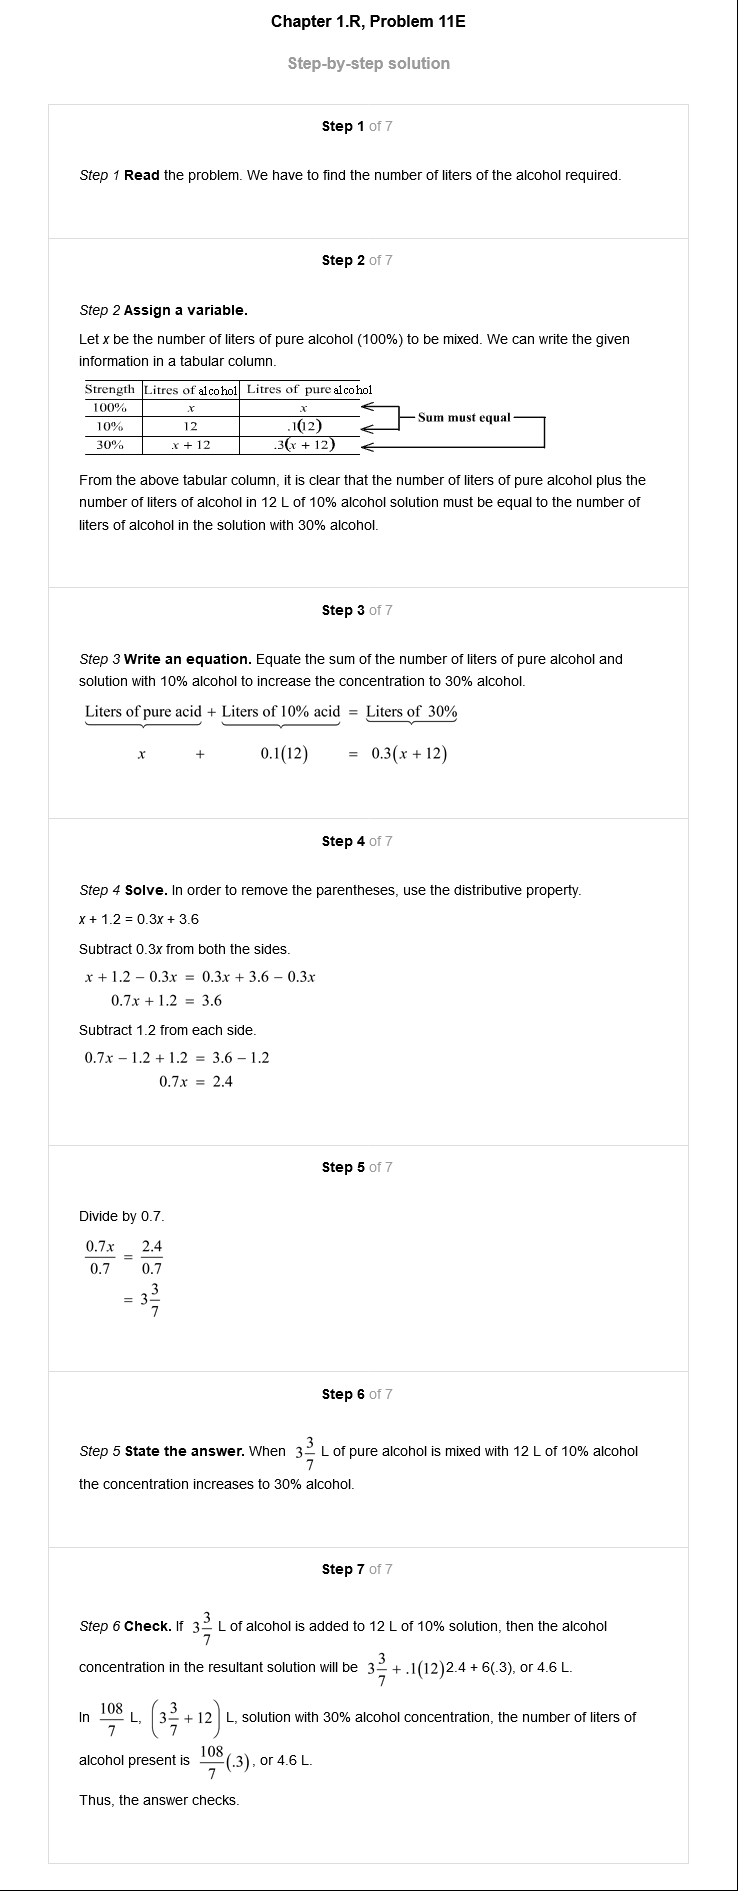 Chapter 1.R, Problem 11E
Step-by-step solution
Step 1 of 7
Step 1 Read the problem. We have to find the number of liters of the alcohol required.
Step 2 of 7
Step 2 Assign a variable.
Let x be the number of liters of pure alcohol (100%) to be mixed. We can write the given
information in a tabular column.
Strength Litres of alcohol Litres of pure alcohol
100% x x
Sum must equal
10% 12 .1(12)
30% x + 12 .3(x + 12)
From the above tabular column, it is clear that the number of liters of pure alcohol plus the
number of liters of alcohol in 12 L of 10% alcohol solution must be equal to the number of
liters of alcohol in the solution with 30% alcohol.
Step 3 of 7
Step 3 Write an equation. Equate the sum of the number of liters of pure alcohol and
solution with 10% alcohol to increase the concentration to 30% alcohol.
Liters of pure acid + Liters of 10% acid = Liters of 30%
x + 0.1(12) = 0.3(x + 12)
Step 4 of 7
Step 4 Solve. In order to remove the parentheses, use the distributive property.
x + 1.2 = 0.3x + 3.6
Subtract 0.3x from both the sides.
x + 1.2 − 0.3x = 0.3x + 3.6 − 0.3x
0.7x + 1.2 = 3.6
Subtract 1.2 from each side.
0.7x − 1.2 + 1.2 = 3.6 − 1.2
0.7x = 2.4
Step 5 of 7
Divide by 0.7.
0.7x/0.7 = 2.4/0.7
= 3 3/7
Step 6 of 7
Step 5 State the answer. When 3 3/7 L of pure alcohol is mixed with 12 L of 10% alcohol
the concentration increases to 30% alcohol.
Step 7 of 7
Step 6 Check. If 3 3/7 L of alcohol is added to 12 L of 10% solution, then the alcohol
concentration in the resultant solution will be 3 3/7 + .1(12)2.4 + 6(.3), or 4.6 L.
In 108/7 L, (3 3/7 + 12) L, solution with 30% alcohol concentration, the number of liters of
alcohol present is 108/7 (.3), or 4.6 L.
Thus, the answer checks.